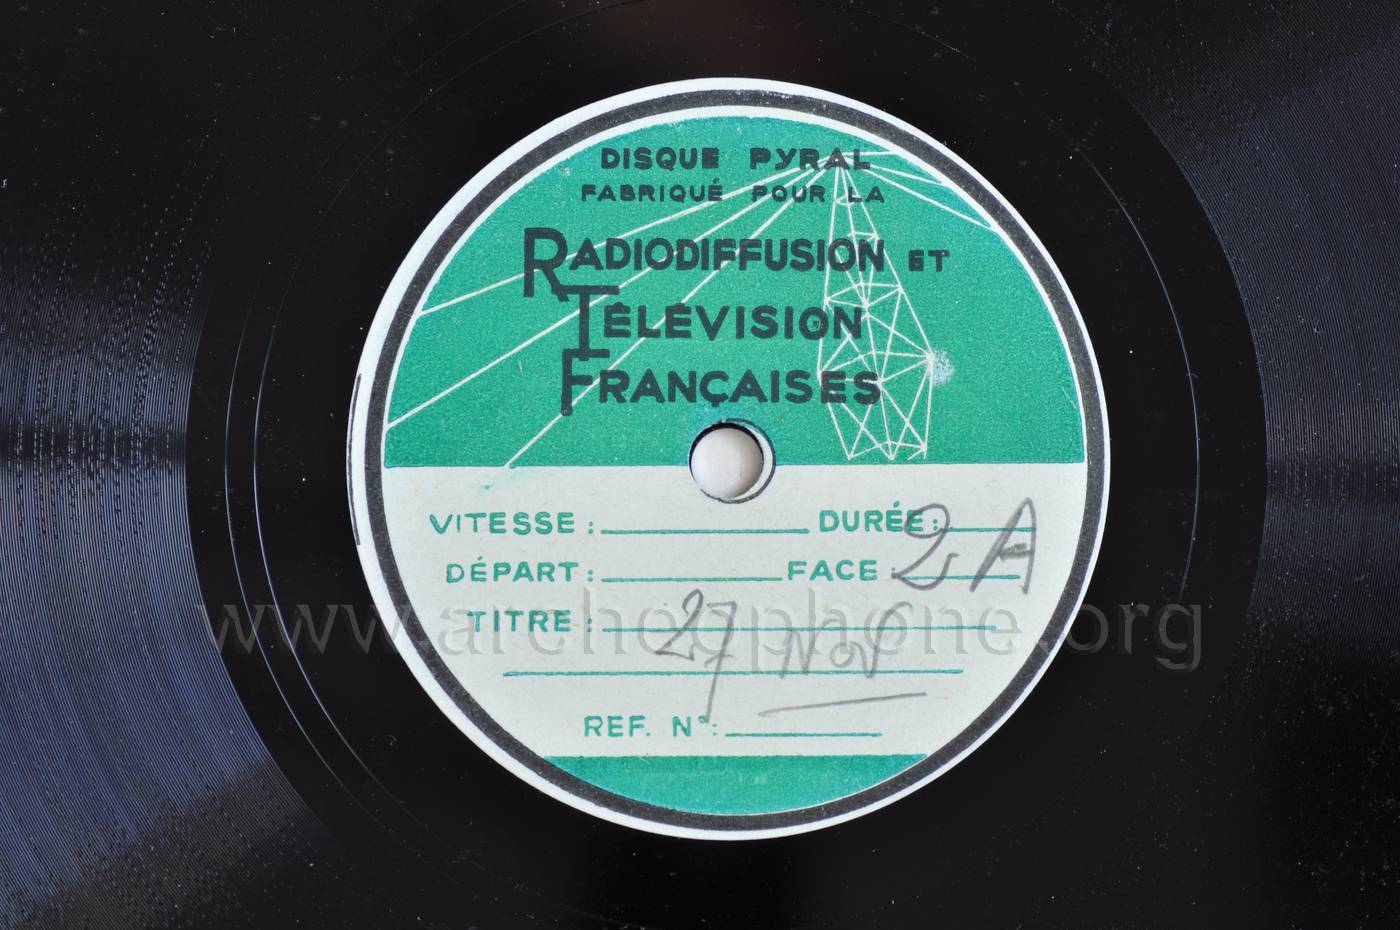 DISQUE PYRAL
FABRIQUÉ POUR LA
RADIODIFFUSION ET
TÉLÉVISION
FRANÇAISES
VITESSE : DURÉE :
DÉPART : FACE : 2 A
TITRE : 27 Nov
REF. N° :
www.archeophone.org